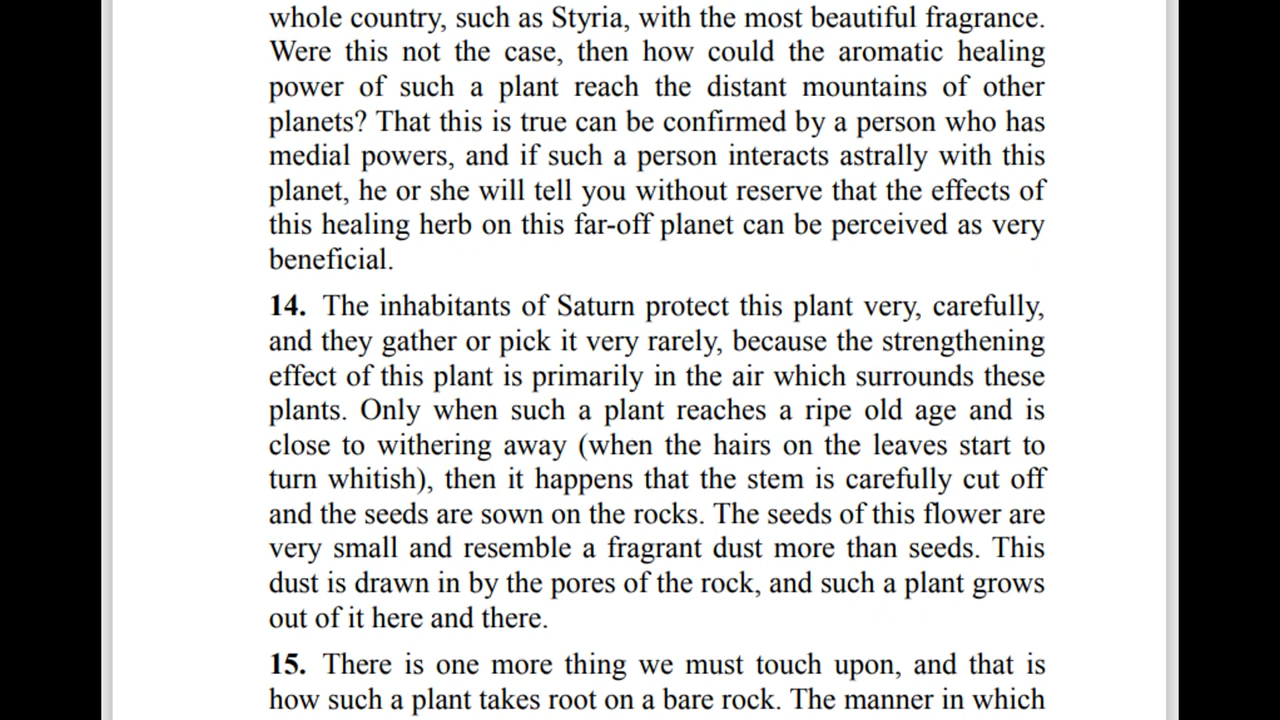 whole country, such as Styria, with the most beautiful fragrance.
Were this not the case, then how could the aromatic healing
power of such a plant reach the distant mountains of other
planets? That this is true can be confirmed by a person who has
medial powers, and if such a person interacts astrally with this
planet, he or she will tell you without reserve that the effects of
this healing herb on this far-off planet can be perceived as very
beneficial.
14. The inhabitants of Saturn protect this plant very, carefully,
and they gather or pick it very rarely, because the strengthening
effect of this plant is primarily in the air which surrounds these
plants. Only when such a plant reaches a ripe old age and is
close to withering away (when the hairs on the leaves start to
turn whitish), then it happens that the stem is carefully cut off
and the seeds are sown on the rocks. The seeds of this flower are
very small and resemble a fragrant dust more than seeds. This
dust is drawn in by the pores of the rock, and such a plant grows
out of it here and there.
15. There is one more thing we must touch upon, and that is
how such a plant takes root on a bare rock. The manner in which